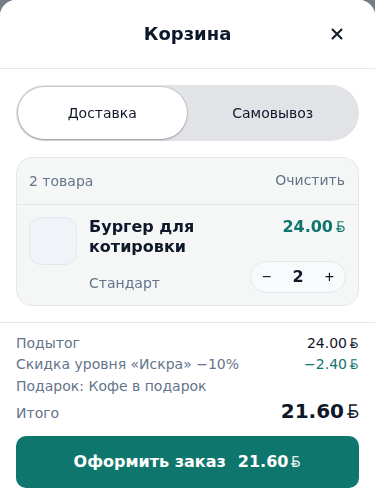 Корзина
Доставка
Самовывоз
2 товара
Очистить
Бургер для
котировки
24.00 Ƃ
Стандарт
− 2 +
Подытог
24.00 Ƃ
Скидка уровня «Искра» −10%
−2.40 Ƃ
Подарок: Кофе в подарок
Итого
21.60 Ƃ
Оформить заказ 21.60 Ƃ